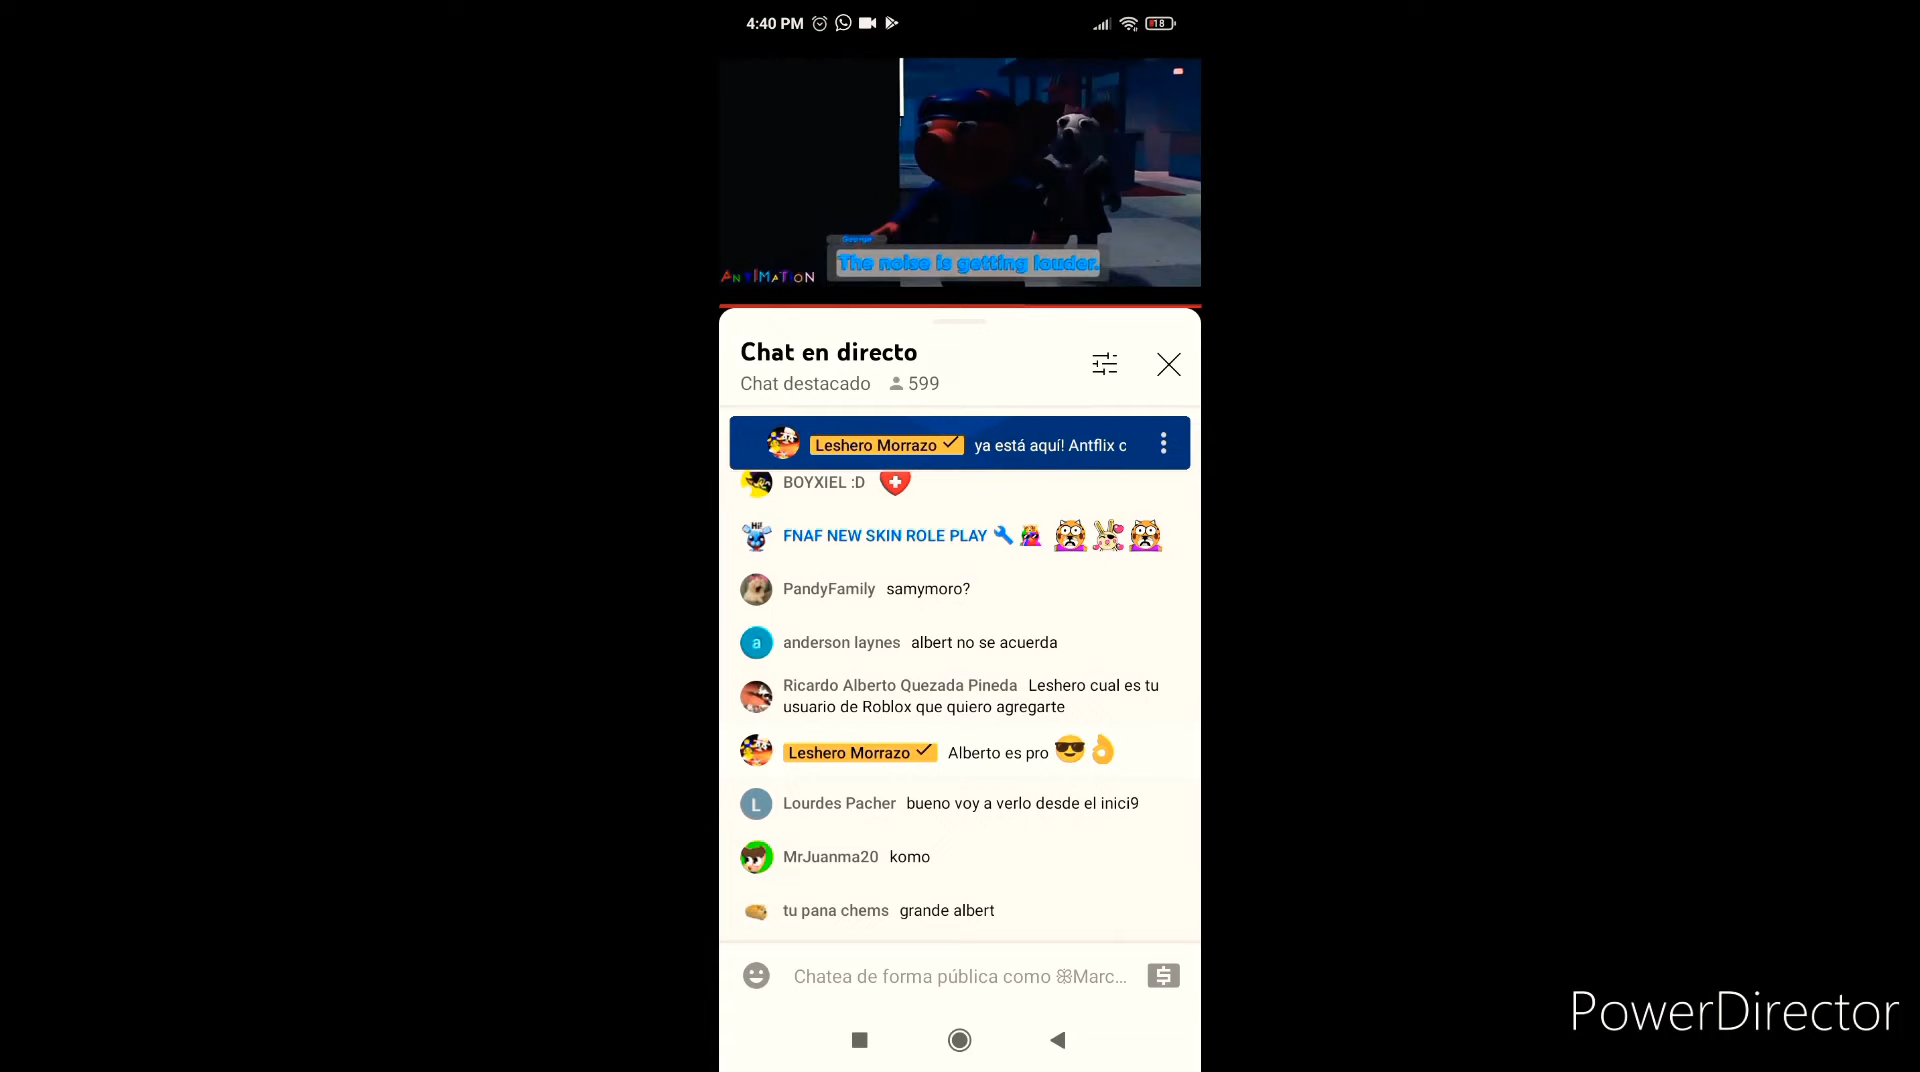 4:40 PM
18
The noise is getting louder.
ANTIMATION
Chat en directo
Chat destacado 599
Leshero Morrazo ya está aquí! Antflix c
BOYXIEL :D
FNAF NEW SKIN ROLE PLAY
PandyFamily samymoro?
a
anderson laynes albert no se acuerda
Ricardo Alberto Quezada Pineda Leshero cual es tu
usuario de Roblox que quiero agregarte
Leshero Morrazo Alberto es pro 😎👌
L
Lourdes Pacher bueno voy a verlo desde el inici9
MrJuanma20 komo
tu pana chems grande albert
Chatea de forma pública como ꕥMarc...
PowerDirector